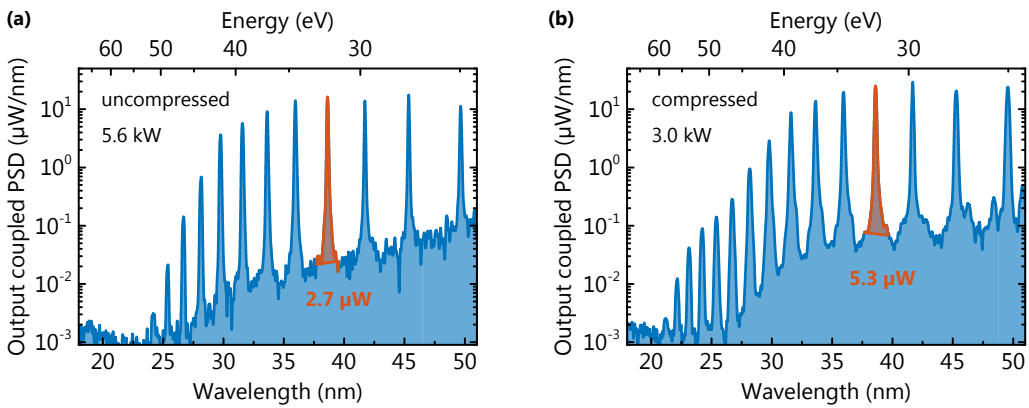 (a)
Energy (eV)
60 50 40 30
Output coupled PSD (µW/nm)
10¹
10⁰
10⁻¹
10⁻²
10⁻³
uncompressed
5.6 kW
2.7 µW
20 25 30 35 40 45 50
Wavelength (nm)
(b)
Energy (eV)
60 50 40 30
Output coupled PSD (µW/nm)
10¹
10⁰
10⁻¹
10⁻²
10⁻³
compressed
3.0 kW
5.3 µW
20 25 30 35 40 45 50
Wavelength (nm)